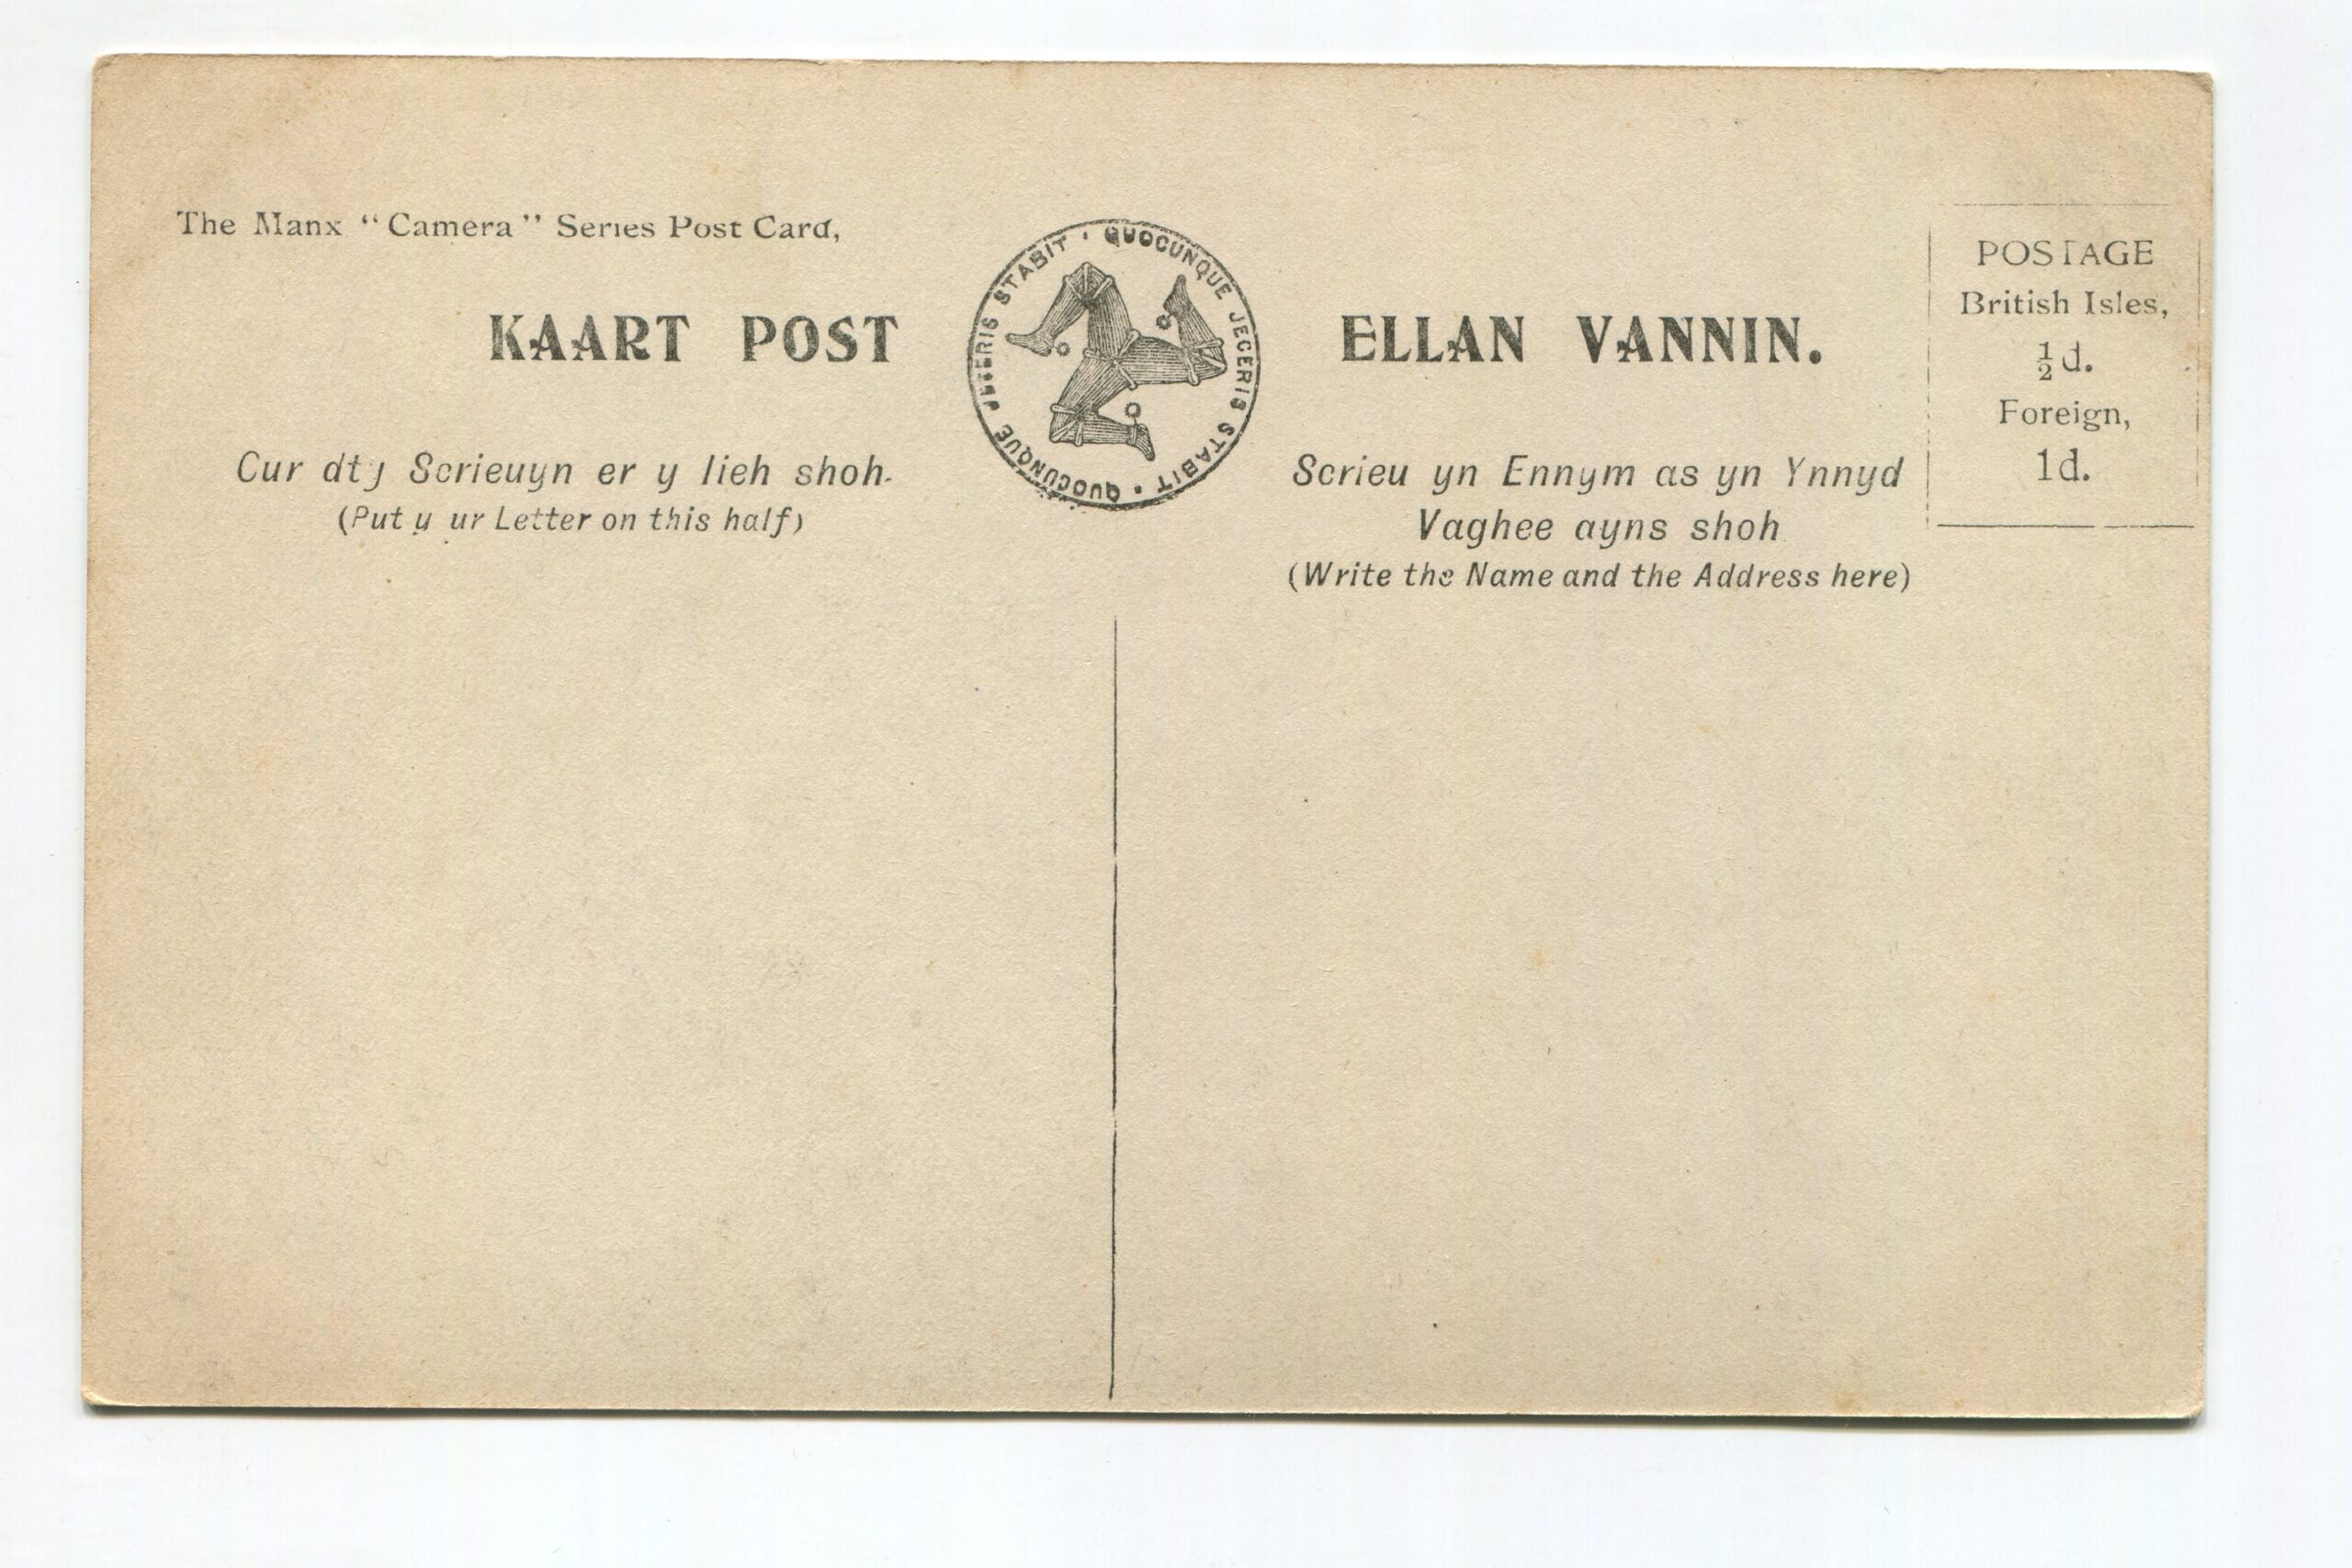 The Manx "Camera" Series Post Card,
KAART POST
ELLAN VANNIN.
QUOCUNQUE JECERIS STABIT • QUOCUNQUE JECERIS STABIT •
Cur dty Scrieuyn er y lieh shoh.
(Put y ur Letter on this half)
Scrieu yn Ennym as yn Ynnyd
Vaghee ayns shoh
(Write the Name and the Address here)
POSTAGE
British Isles,
½d.
Foreign,
1d.